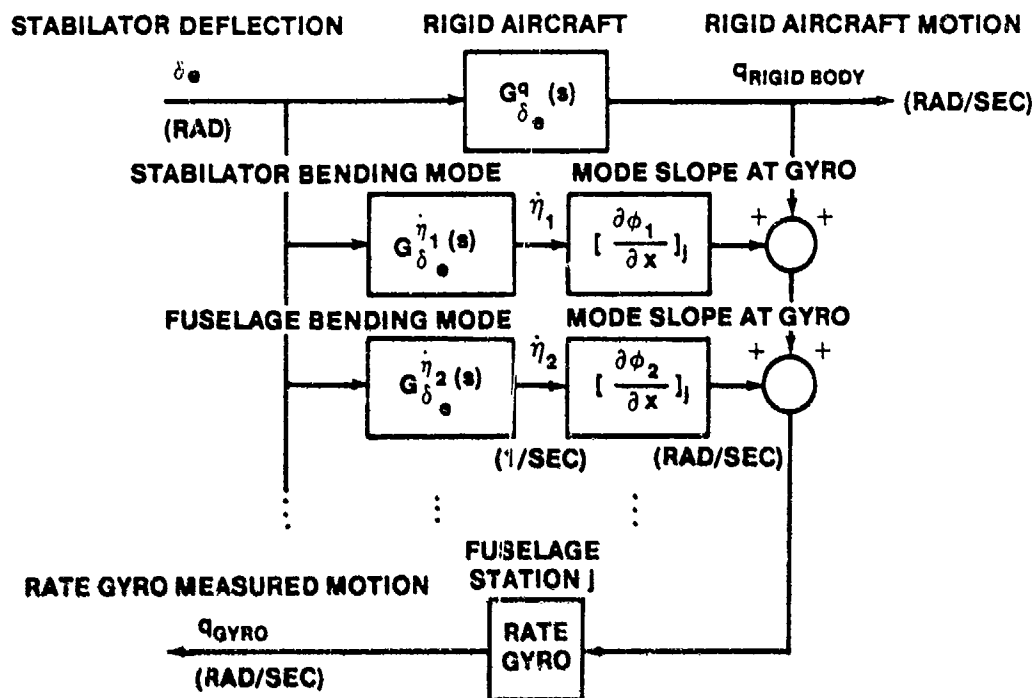 STABILATOR DEFLECTION
RIGID AIRCRAFT
RIGID AIRCRAFT MOTION
δe
G^q_δe (s)
qRIGID BODY
(RAD)
(RAD/SEC)
STABILATOR BENDING MODE
MODE SLOPE AT GYRO
G^η̇1_δe (s)
η̇1
[ ∂ϕ1/∂x ]j
+ +
FUSELAGE BENDING MODE
MODE SLOPE AT GYRO
G^η̇2_δe (s)
η̇2
[ ∂ϕ2/∂x ]j
+ +
(1/SEC)
(RAD/SEC)
FUSELAGE
STATION j
RATE GYRO MEASURED MOTION
qGYRO
RATE
GYRO
(RAD/SEC)